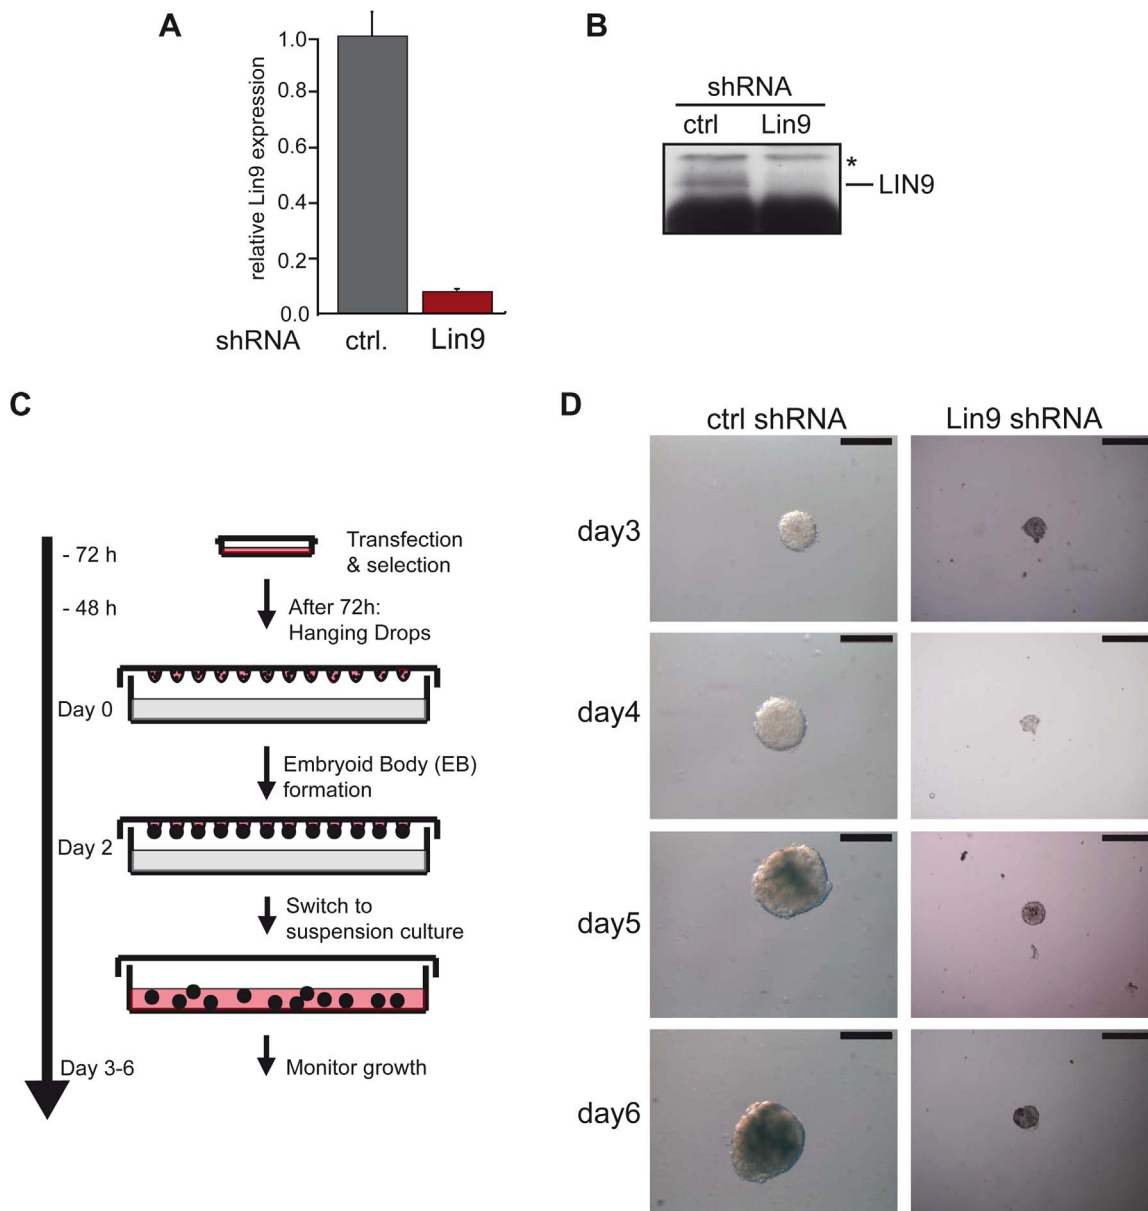 A
relative Lin9 expression
1.0
0.8
0.6
0.4
0.2
0.0
shRNA ctrl. Lin9
B
shRNA
ctrl Lin9
*
LIN9
C
- 72 h
Transfection
& selection
- 48 h
After 72h:
Hanging Drops
Day 0
Embryoid Body (EB)
formation
Day 2
Switch to
suspension culture
Day 3-6
Monitor growth
D
ctrl shRNA Lin9 shRNA
day3
day4
day5
day6